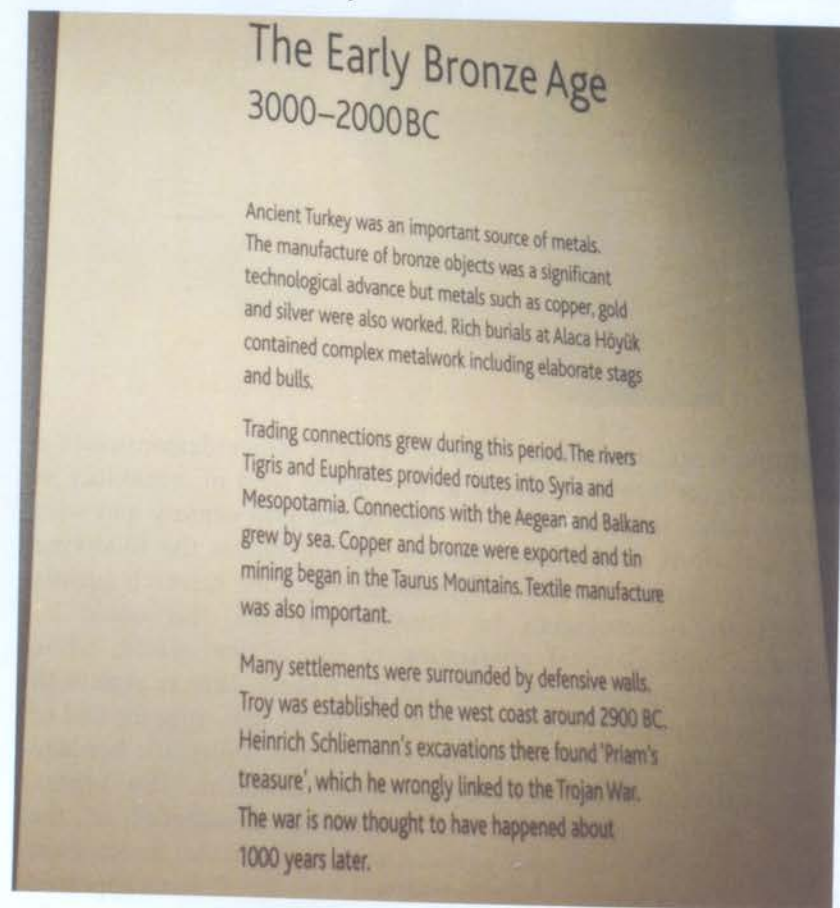 The Early Bronze Age
3000–2000 BC
Ancient Turkey was an important source of metals.
The manufacture of bronze objects was a significant
technological advance but metals such as copper, gold
and silver were also worked. Rich burials at Alaca Höyük
contained complex metalwork including elaborate stags
and bulls.
Trading connections grew during this period. The rivers
Tigris and Euphrates provided routes into Syria and
Mesopotamia. Connections with the Aegean and Balkans
grew by sea. Copper and bronze were exported and tin
mining began in the Taurus Mountains. Textile manufacture
was also important.
Many settlements were surrounded by defensive walls.
Troy was established on the west coast around 2900 BC.
Heinrich Schliemann's excavations there found 'Priam's
treasure', which he wrongly linked to the Trojan War.
The war is now thought to have happened about
1000 years later.